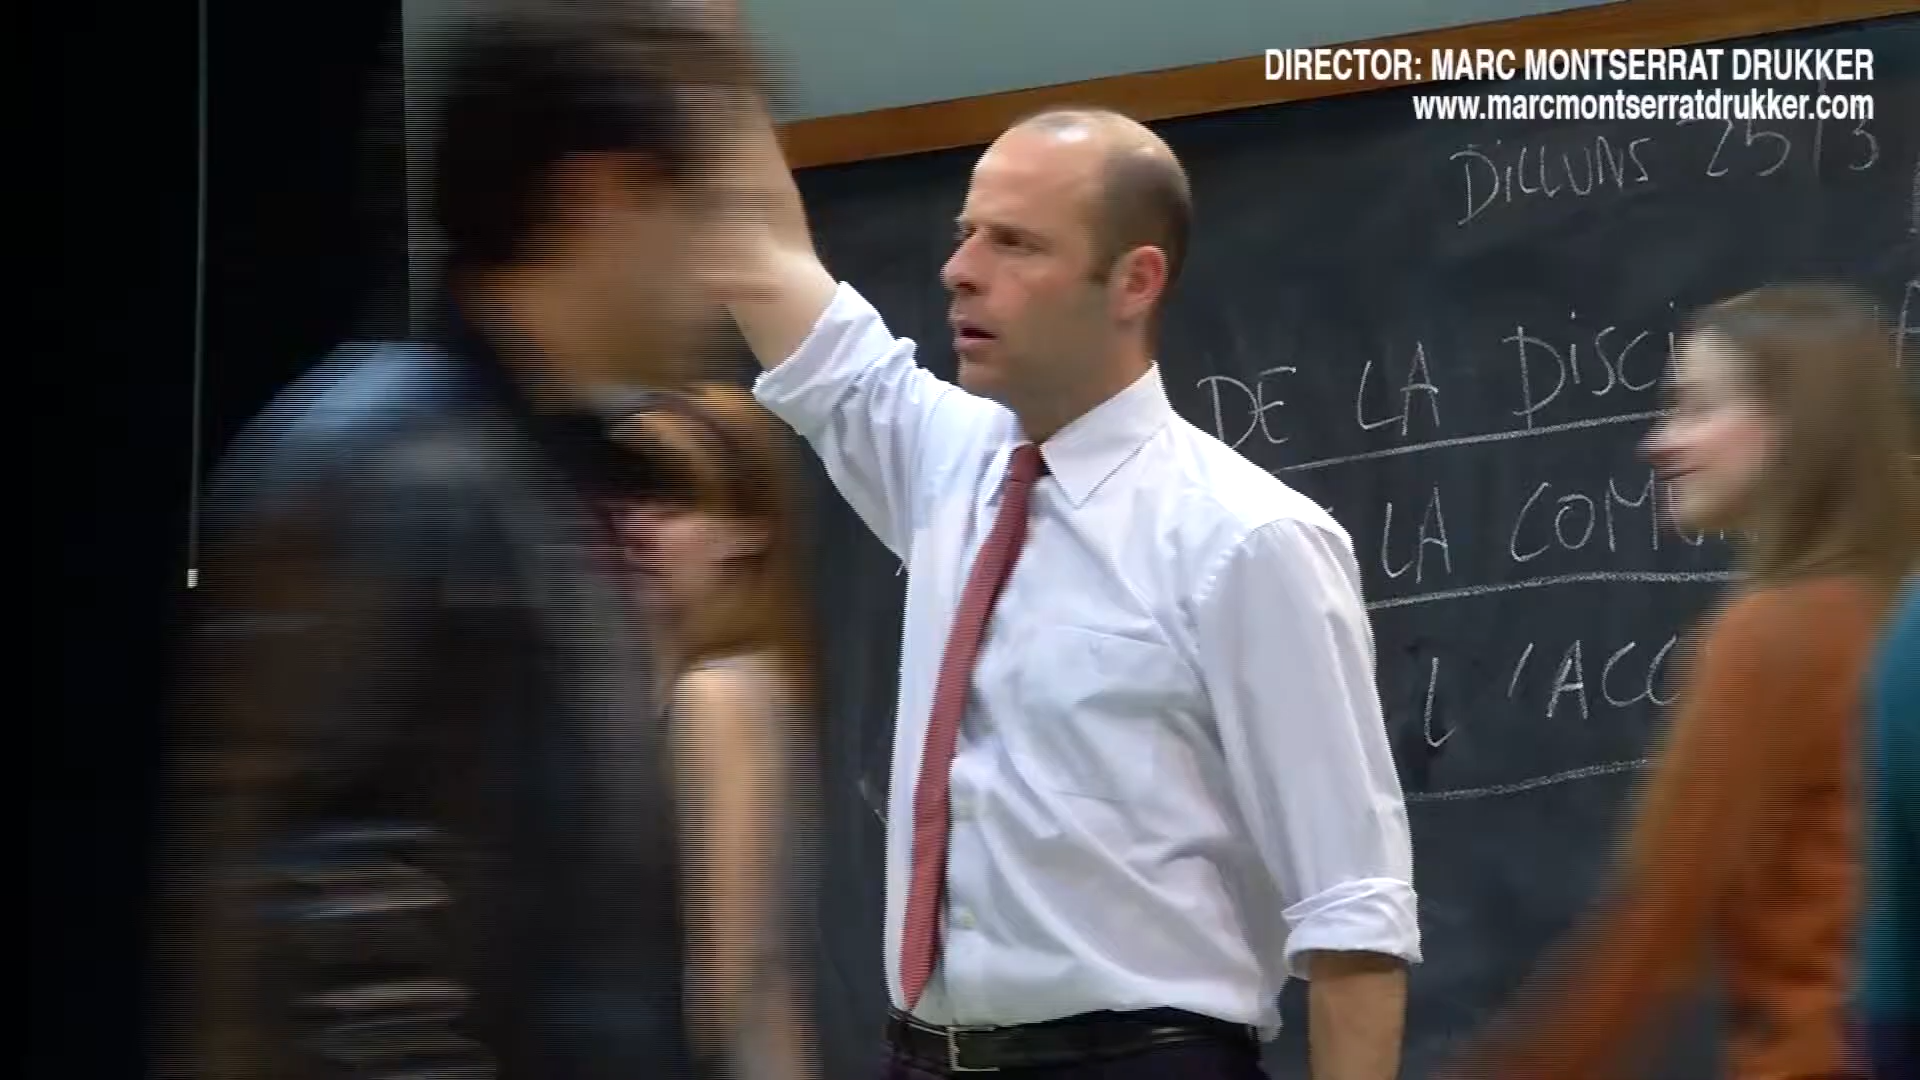 DIRECTOR: MARC MONTSERRAT DRUKKER
www.marcmontserratdrukker.com
DILLUNS 25/3
DE LA DISCI
LA COMU
L'ACC